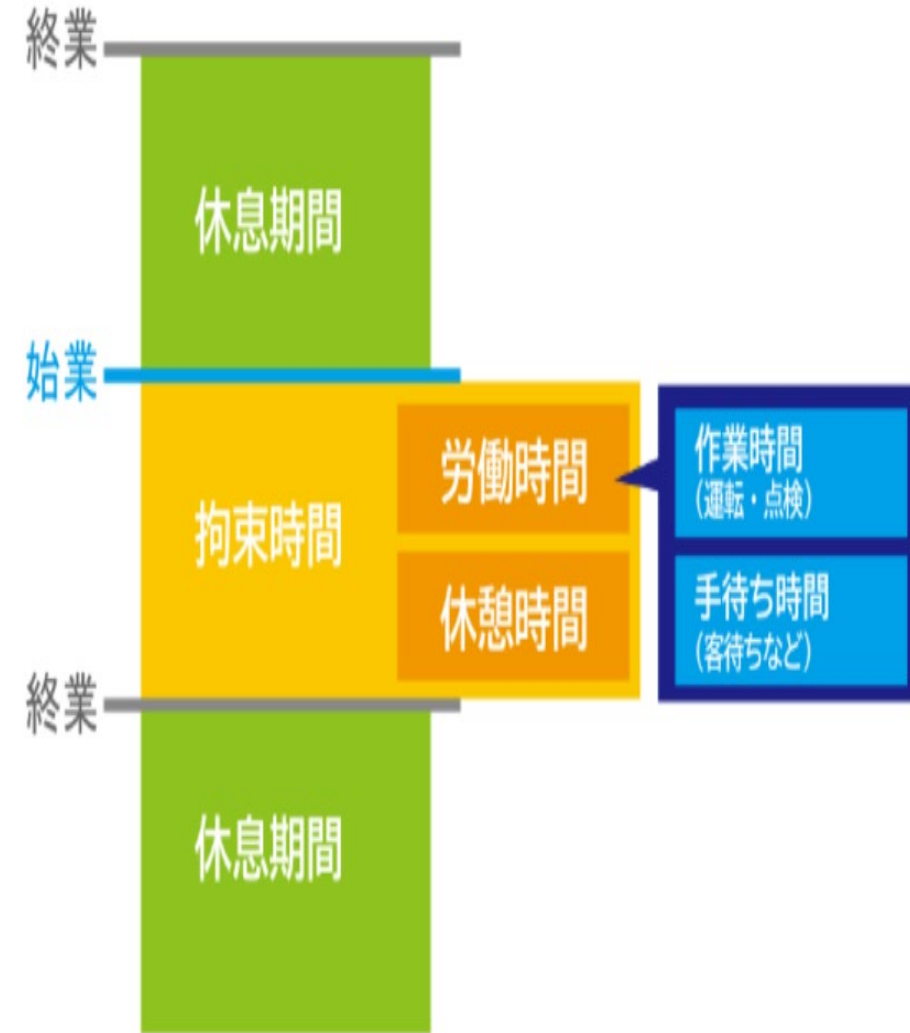 終業
休息期間
始業
拘束時間
労働時間
休憩時間
作業時間
(運転・点検)
手待ち時間
(客待ちなど)
終業
休息期間